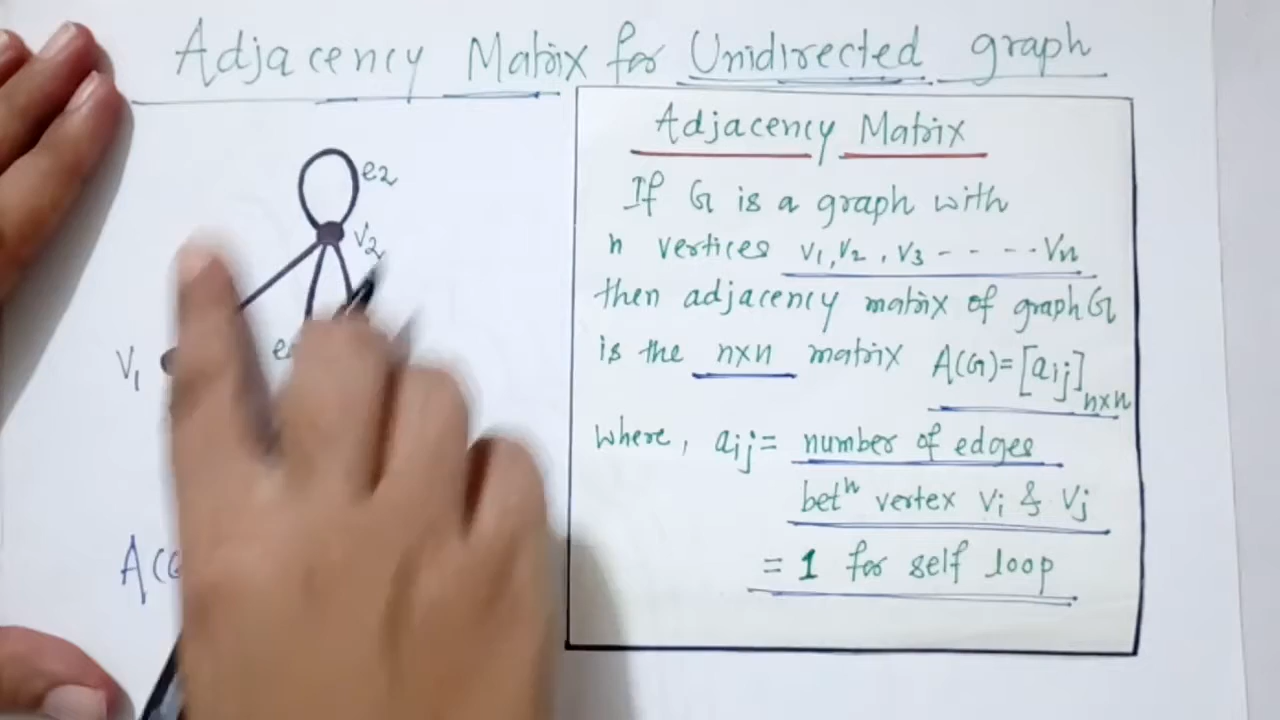 Adjacency Matrix for Unidirected graph
e2
V2
V1
Adjacency Matrix
If G is a graph with
n vertices v1, v2, v3 - - - - - Vn
then adjacency matrix of graph G
is the nxn matrix A(G)=[aij]nxn
where, aij= number of edges
betn vertex Vi & Vj
= 1 for self loop